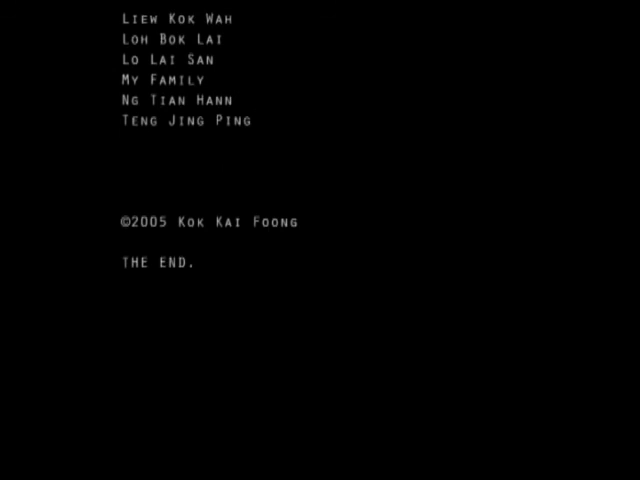 Liew Kok Wah
Loh Bok Lai
Lo Lai San
My Family
Ng Tian Hann
Teng Jing Ping
©2005 Kok Kai Foong
THE END.